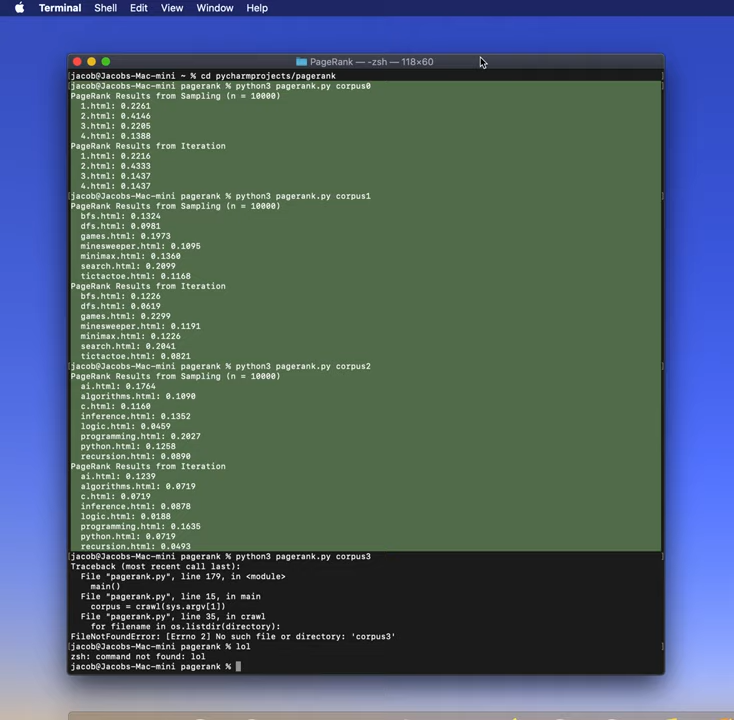 Terminal Shell Edit View Window Help
PageRank — -zsh — 118×60
jacob@Jacobs-Mac-mini ~ % cd pycharmprojects/pagerank
jacob@Jacobs-Mac-mini pagerank % python3 pagerank.py corpus0
PageRank Results from Sampling (n = 10000)
1.html: 0.2261
2.html: 0.4146
3.html: 0.2205
4.html: 0.1388
PageRank Results from Iteration
1.html: 0.2216
2.html: 0.4333
3.html: 0.1437
4.html: 0.1437
jacob@Jacobs-Mac-mini pagerank % python3 pagerank.py corpus1
PageRank Results from Sampling (n = 10000)
bfs.html: 0.1324
dfs.html: 0.0981
games.html: 0.1973
minesweeper.html: 0.1095
minimax.html: 0.1360
search.html: 0.2099
tictactoe.html: 0.1168
PageRank Results from Iteration
bfs.html: 0.1226
dfs.html: 0.0619
games.html: 0.2299
minesweeper.html: 0.1191
minimax.html: 0.1226
search.html: 0.2041
tictactoe.html: 0.0821
jacob@Jacobs-Mac-mini pagerank % python3 pagerank.py corpus2
PageRank Results from Sampling (n = 10000)
ai.html: 0.1764
algorithms.html: 0.1090
c.html: 0.1160
inference.html: 0.1352
logic.html: 0.0459
programming.html: 0.2027
python.html: 0.1258
recursion.html: 0.0890
PageRank Results from Iteration
ai.html: 0.1239
algorithms.html: 0.0719
c.html: 0.0719
inference.html: 0.0878
logic.html: 0.0188
programming.html: 0.1635
python.html: 0.0719
recursion.html: 0.0493
jacob@Jacobs-Mac-mini pagerank % python3 pagerank.py corpus3
Traceback (most recent call last):
File "pagerank.py", line 179, in <module>
main()
File "pagerank.py", line 15, in main
corpus = crawl(sys.argv[1])
File "pagerank.py", line 35, in crawl
for filename in os.listdir(directory):
FileNotFoundError: [Errno 2] No such file or directory: 'corpus3'
jacob@Jacobs-Mac-mini pagerank % lol
zsh: command not found: lol
jacob@Jacobs-Mac-mini pagerank %